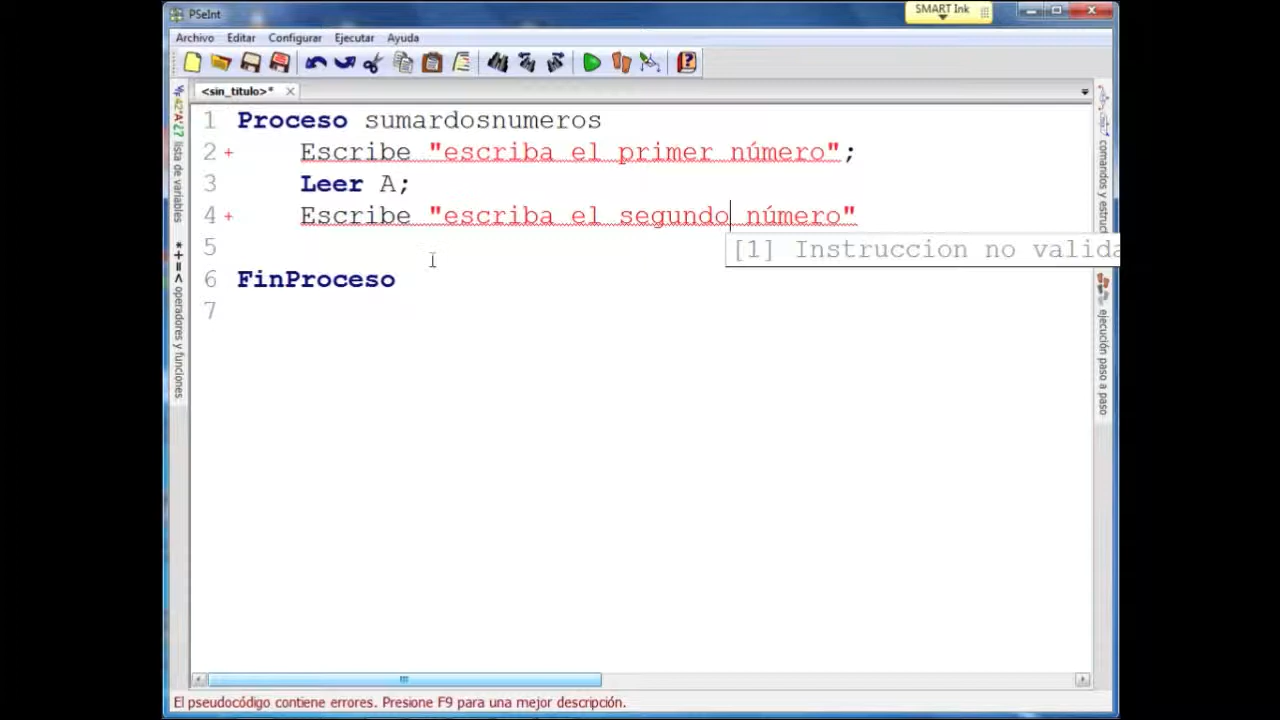 PSeInt
SMART Ink
Archivo Editar Configurar Ejecutar Ayuda
<sin_titulo>*
1 Proceso sumardosnumeros
2 + Escribe "escriba el primer número";
3 Leer A;
4 + Escribe "escriba el segundo número"
[1] Instruccion no valida
5
6 FinProceso
7
lista de variables
*+=< operadores y funciones
comandos y estruct
ejecución paso a paso
El pseudocódigo contiene errores. Presione F9 para una mejor descripción.